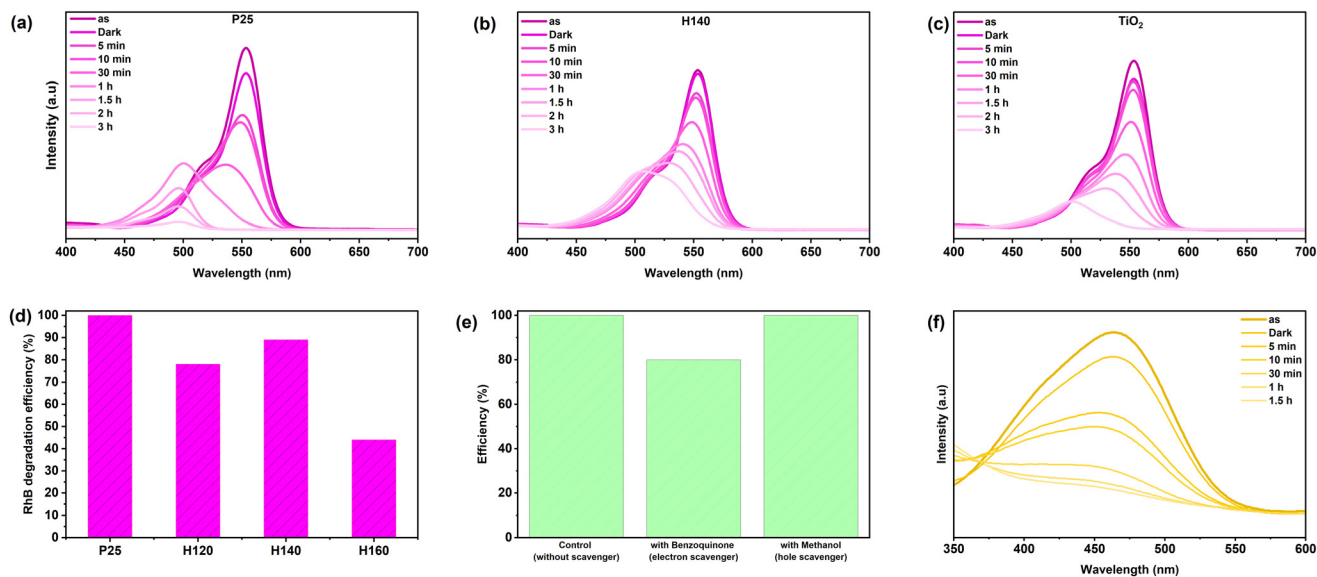 (a)
P25
as
Dark
5 min
10 min
30 min
1 h
1.5 h
2 h
3 h
Intensity (a.u)
400 450 500 550 600 650 700
Wavelength (nm)
(b)
H140
as
Dark
5 min
10 min
30 min
1 h
1.5 h
2 h
3 h
Intensity (a.u)
400 450 500 550 600 650 700
Wavelength (nm)
(c)
TiO₂
as
Dark
5 min
10 min
30 min
1 h
1.5 h
2 h
3 h
Intensity (a.u)
400 450 500 550 600 650 700
Wavelength (nm)
(d)
RhB degradation efficiency (%)
100
90
80
70
60
50
40
30
20
10
0
P25 H120 H140 H160
(e)
Efficiency (%)
100
80
60
40
20
0
Control
(without scavenger)
with Benzoquinone
(electron scavenger)
with Methanol
(hole scavenger)
(f)
as
Dark
5 min
10 min
30 min
1 h
1.5 h
Intensity (a.u)
350 400 450 500 550 600
Wavelength (nm)